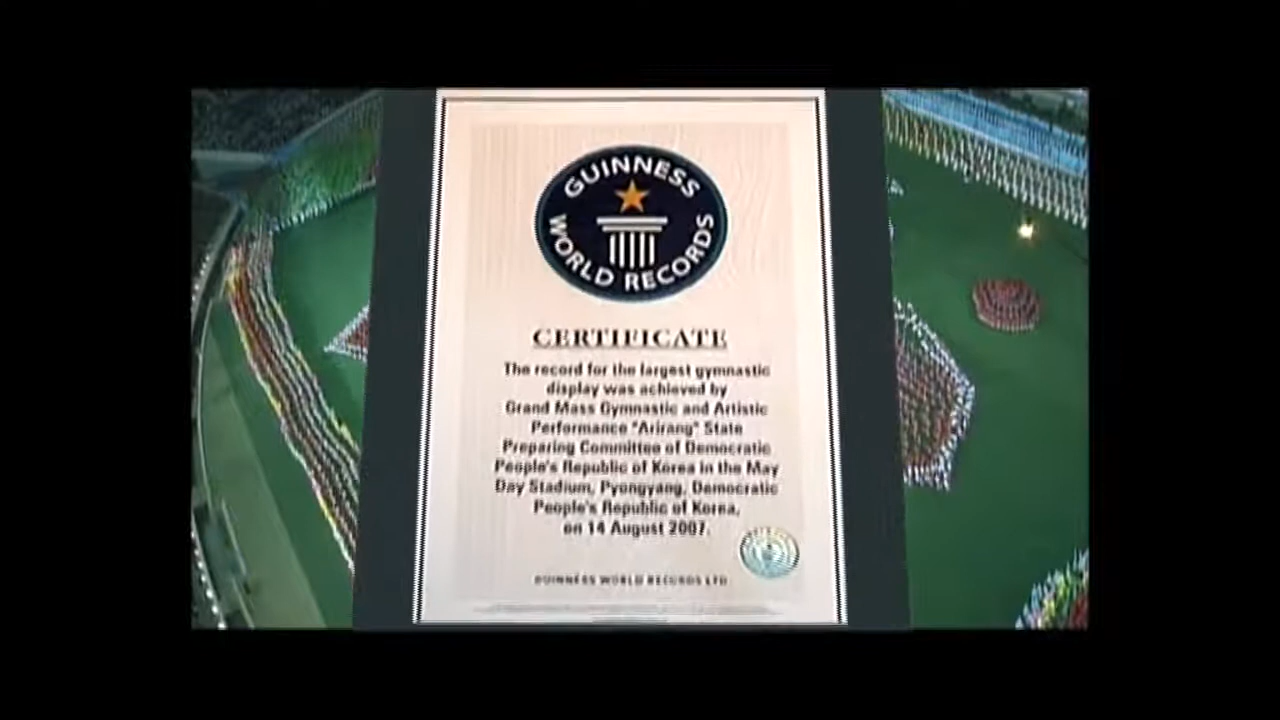 GUINNESS
WORLD RECORDS
CERTIFICATE
The record for the largest gymnastic
display was achieved by
Grand Mass Gymnastic and Artistic
Performance "Arirang" State
Preparing Committee of Democratic
People's Republic of Korea in the May
Day Stadium, Pyongyang, Democratic
People's Republic of Korea,
on 14 August 2007.
GUINNESS WORLD RECORDS LTD